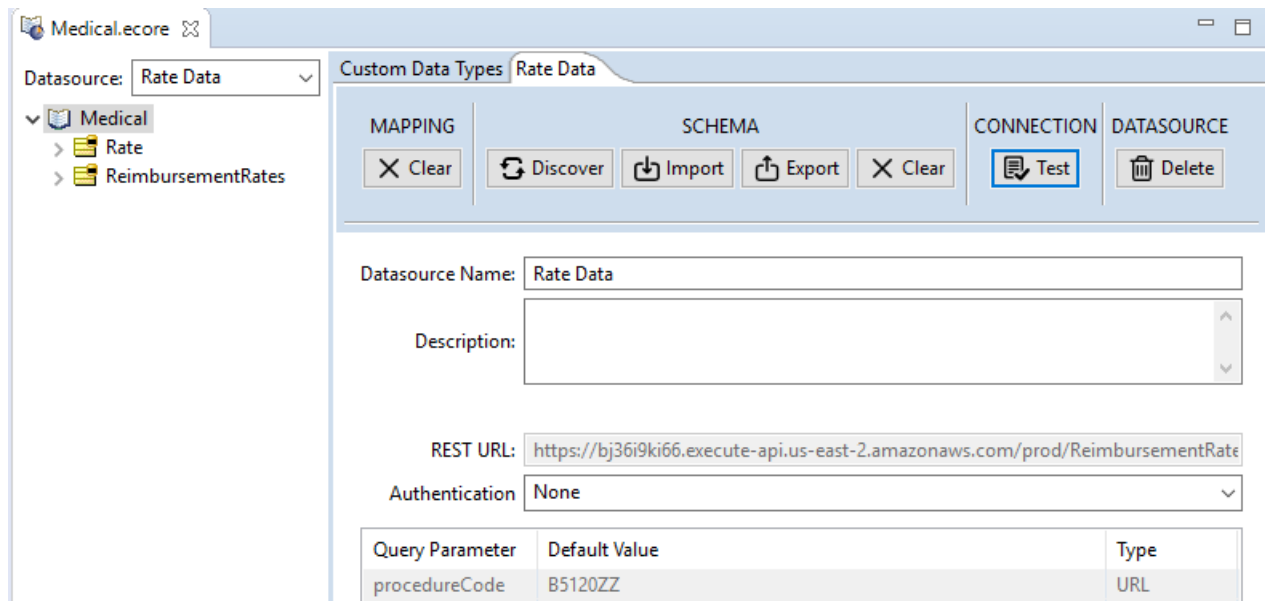 Medical.ecore
Datasource: Rate Data
Medical
Rate
ReimbursementRates
Custom Data Types Rate Data
MAPPING SCHEMA CONNECTION DATASOURCE
Clear Discover Import Export Clear Test Delete
Datasource Name: Rate Data
Description:
REST URL: https://bj36i9ki66.execute-api.us-east-2.amazonaws.com/prod/ReimbursementRate
Authentication None
Query Parameter Default Value Type
procedureCode B5120ZZ URL